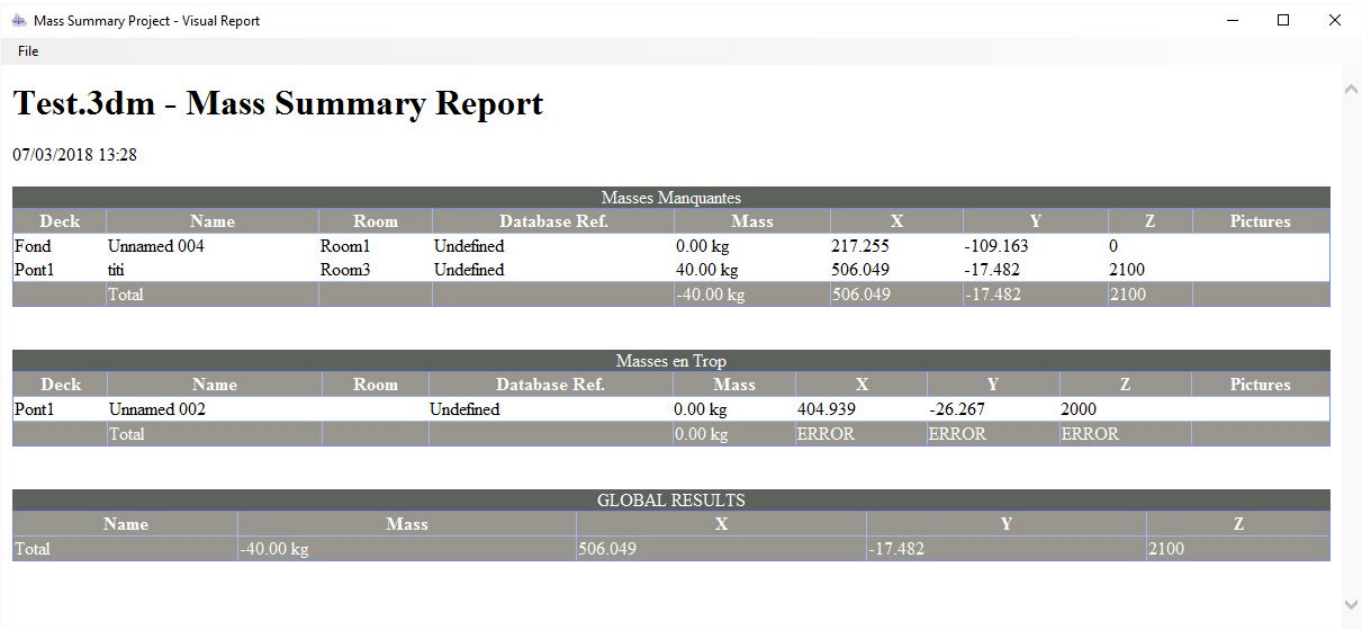 Mass Summary Project - Visual Report
File
Test.3dm - Mass Summary Report
07/03/2018 13:28
Masses Manquantes
Deck Name Room Database Ref. Mass X Y Z Pictures
Fond Unnamed 004 Room1 Undefined 0.00 kg 217.255 -109.163 0
Pont1 titi Room3 Undefined 40.00 kg 506.049 -17.482 2100
Total -40.00 kg 506.049 -17.482 2100
Masses en Trop
Deck Name Room Database Ref. Mass X Y Z Pictures
Pont1 Unnamed 002 Undefined 0.00 kg 404.939 -26.267 2000
Total 0.00 kg ERROR ERROR ERROR
GLOBAL RESULTS
Name Mass X Y Z
Total -40.00 kg 506.049 -17.482 2100